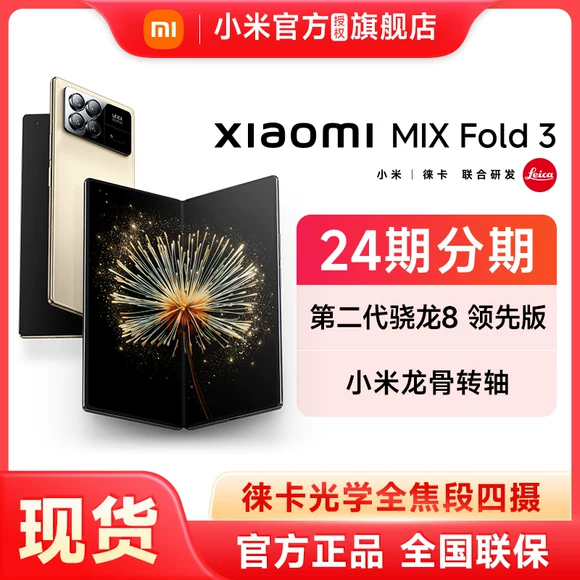 mi 小米官方授权旗舰店
LEICA
xiaomi MIX Fold 3
小米 | 徕卡 联合研发 Leica
24期分期
第二代骁龙8 领先版
小米龙骨转轴
徕卡光学全焦段四摄
现货
官方正品 全国联保